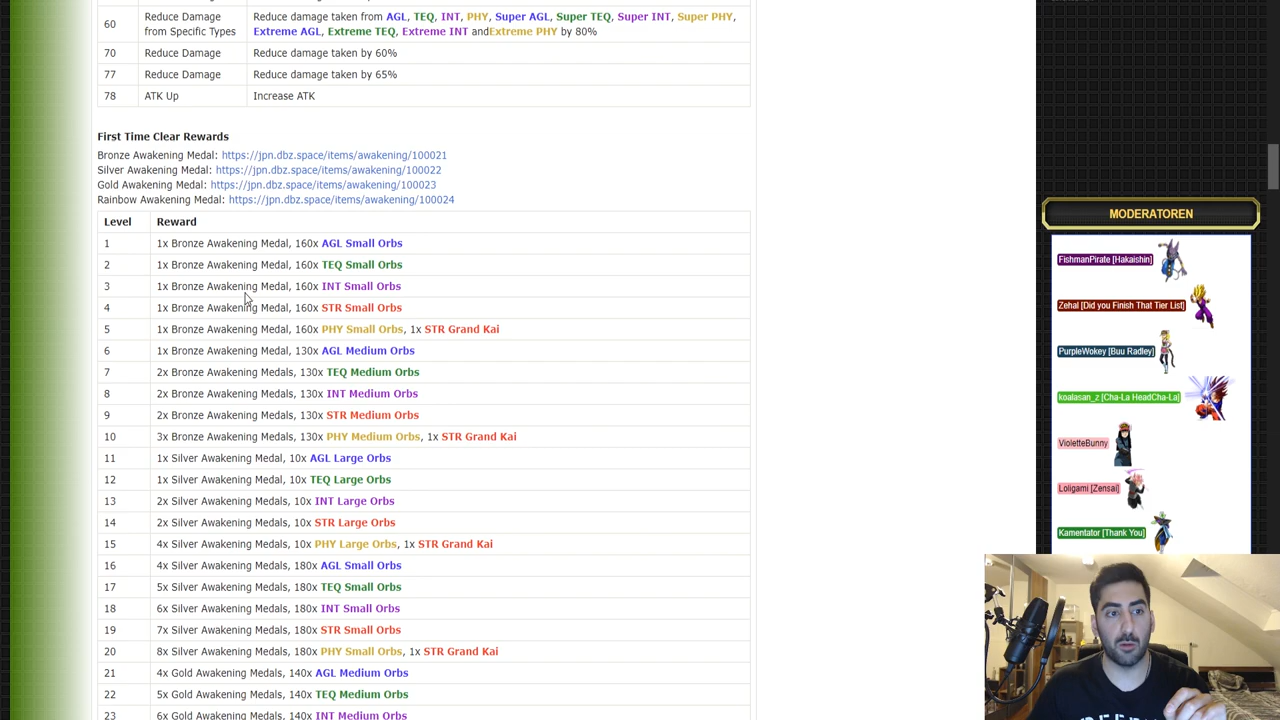 60 Reduce Damage from Specific Types Reduce damage taken from AGL, TEQ, INT, PHY, Super AGL, Super TEQ, Super INT, Super PHY,
Extreme AGL, Extreme TEQ, Extreme INT andExtreme PHY by 80%
70 Reduce Damage Reduce damage taken by 60%
77 Reduce Damage Reduce damage taken by 65%
78 ATK Up Increase ATK
First Time Clear Rewards
Bronze Awakening Medal: https://jpn.dbz.space/items/awakening/100021
Silver Awakening Medal: https://jpn.dbz.space/items/awakening/100022
Gold Awakening Medal: https://jpn.dbz.space/items/awakening/100023
Rainbow Awakening Medal: https://jpn.dbz.space/items/awakening/100024
Level Reward
1 1x Bronze Awakening Medal, 160x AGL Small Orbs
2 1x Bronze Awakening Medal, 160x TEQ Small Orbs
3 1x Bronze Awakening Medal, 160x INT Small Orbs
4 1x Bronze Awakening Medal, 160x STR Small Orbs
5 1x Bronze Awakening Medal, 160x PHY Small Orbs, 1x STR Grand Kai
6 1x Bronze Awakening Medal, 130x AGL Medium Orbs
7 2x Bronze Awakening Medals, 130x TEQ Medium Orbs
8 2x Bronze Awakening Medals, 130x INT Medium Orbs
9 2x Bronze Awakening Medals, 130x STR Medium Orbs
10 3x Bronze Awakening Medals, 130x PHY Medium Orbs, 1x STR Grand Kai
11 1x Silver Awakening Medal, 10x AGL Large Orbs
12 1x Silver Awakening Medal, 10x TEQ Large Orbs
13 2x Silver Awakening Medals, 10x INT Large Orbs
14 2x Silver Awakening Medals, 10x STR Large Orbs
15 4x Silver Awakening Medals, 10x PHY Large Orbs, 1x STR Grand Kai
16 4x Silver Awakening Medals, 180x AGL Small Orbs
17 5x Silver Awakening Medals, 180x TEQ Small Orbs
18 6x Silver Awakening Medals, 180x INT Small Orbs
19 7x Silver Awakening Medals, 180x STR Small Orbs
20 8x Silver Awakening Medals, 180x PHY Small Orbs, 1x STR Grand Kai
21 4x Gold Awakening Medals, 140x AGL Medium Orbs
22 5x Gold Awakening Medals, 140x TEQ Medium Orbs
23 6x Gold Awakening Medals, 140x INT Medium Orbs
MODERATOREN
FishmanPirate [Hakaishin]
Zehal [Did you Finish That Tier List]
PurpleWokey [Buu Radley]
koalasan_z [Cha-La HeadCha-La]
VioletteBunny
Loligami [Zensai]
Kamentator [Thank You]